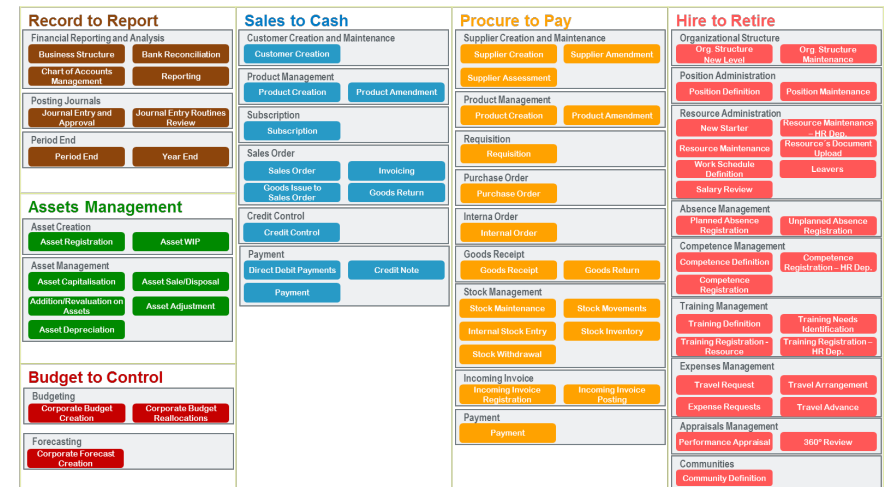 Record to Report
Financial Reporting and Analysis
Business Structure
Bank Reconciliation
Chart of Accounts
Management
Reporting
Posting Journals
Journal Entry and
Approval
Journal Entry Routines
Review
Period End
Period End
Year End
Assets Management
Asset Creation
Asset Registration
Asset WIP
Asset Management
Asset Capitalisation
Asset Sale/Disposal
Addition/Revaluation on
Assets
Asset Adjustment
Asset Depreciation
Budget to Control
Budgeting
Corporate Budget
Creation
Corporate Budget
Reallocations
Forecasting
Corporate Forecast
Creation
Sales to Cash
Customer Creation and Maintenance
Customer Creation
Product Management
Product Creation
Product Amendment
Subscription
Subscription
Sales Order
Sales Order
Invoicing
Goods Issue to
Sales Order
Goods Return
Credit Control
Credit Control
Payment
Direct Debit Payments
Credit Note
Payment
Procure to Pay
Supplier Creation and Maintenance
Supplier Creation
Supplier Amendment
Supplier Assessment
Product Management
Product Creation
Product Amendment
Requisition
Requisition
Purchase Order
Purchase Order
Interna Order
Internal Order
Goods Receipt
Goods Receipt
Goods Return
Stock Management
Stock Maintenance
Stock Movements
Internal Stock Entry
Stock Inventory
Stock Withdrawal
Incoming Invoice
Incoming Invoice
Registration
Incoming Invoice
Posting
Payment
Payment
Hire to Retire
Organizational Structure
Org. Structure
New Level
Org. Structure
Maintenance
Position Administration
Position Definition
Position Maintenance
Resource Administration
New Starter
Resource Maintenance
– HR Dep.
Resource Maintenance
Resource´s Document
Upload
Work Schedule
Definition
Leavers
Salary Review
Absence Management
Planned Absence
Registration
Unplanned Absence
Registration
Competence Management
Competence Definition
Competence
Registration – HR Dep.
Competence
Registration
Training Management
Training Definition
Training Needs
Identification
Training Registration -
Resource
Training Registration –
HR Dep.
Expenses Management
Travel Request
Travel Arrangement
Expense Requests
Travel Advance
Appraisals Management
Performance Appraisal
360º Review
Communities
Community Definition